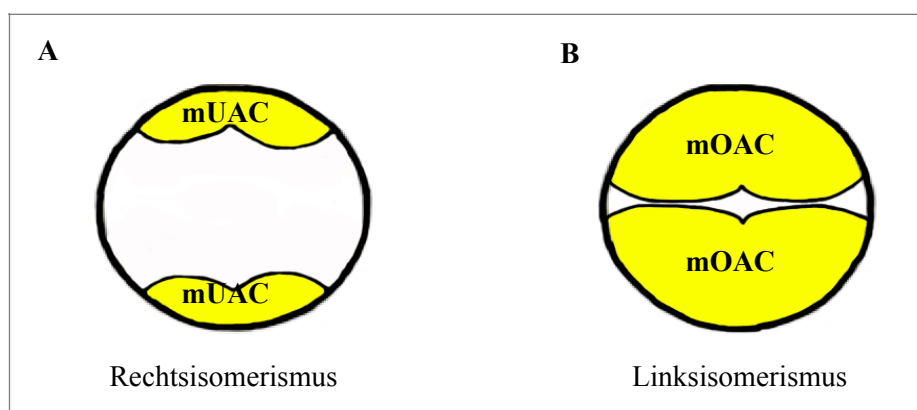 A
B
mUAC
mOAC
mOAC
mUAC
Rechtsisomerismus
Linksisomerismus